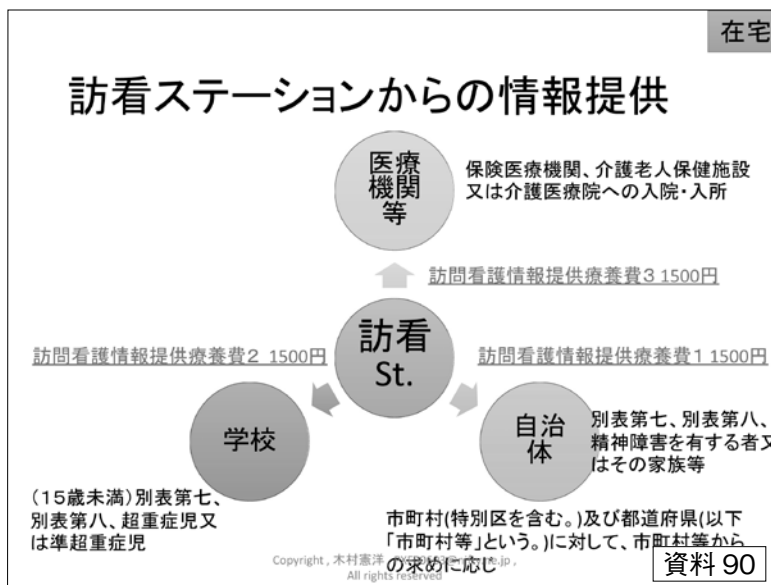 在宅
訪看ステーションからの情報提供
医療
機関
等
保険医療機関、介護老人保健施設
又は介護医療院への入院・入所
訪問看護情報提供療養費3 1500円
訪看
St.
訪問看護情報提供療養費2 1500円
訪問看護情報提供療養費1 1500円
学校
自治
体
別表第七、別表第八、
精神障害を有する者又
はその家族等
(15歳未満)別表第七、
別表第八、超重症児又
は準超重症児
市町村(特別区を含む。)及び都道府県(以下
「市町村等」という。)に対して、市町村等から
の求めに応じ
Copyright , 木村憲洋 ,
All rights reserved
資料 90